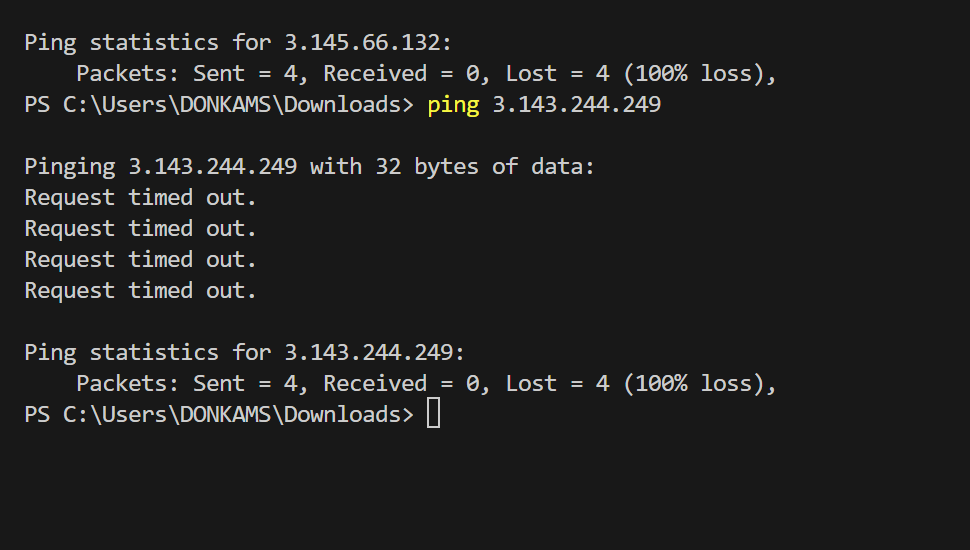 Ping statistics for 3.145.66.132:
    Packets: Sent = 4, Received = 0, Lost = 4 (100% loss),
PS C:\Users\DONKAMS\Downloads> ping 3.143.244.249

Pinging 3.143.244.249 with 32 bytes of data:
Request timed out.
Request timed out.
Request timed out.
Request timed out.

Ping statistics for 3.143.244.249:
    Packets: Sent = 4, Received = 0, Lost = 4 (100% loss),
PS C:\Users\DONKAMS\Downloads>